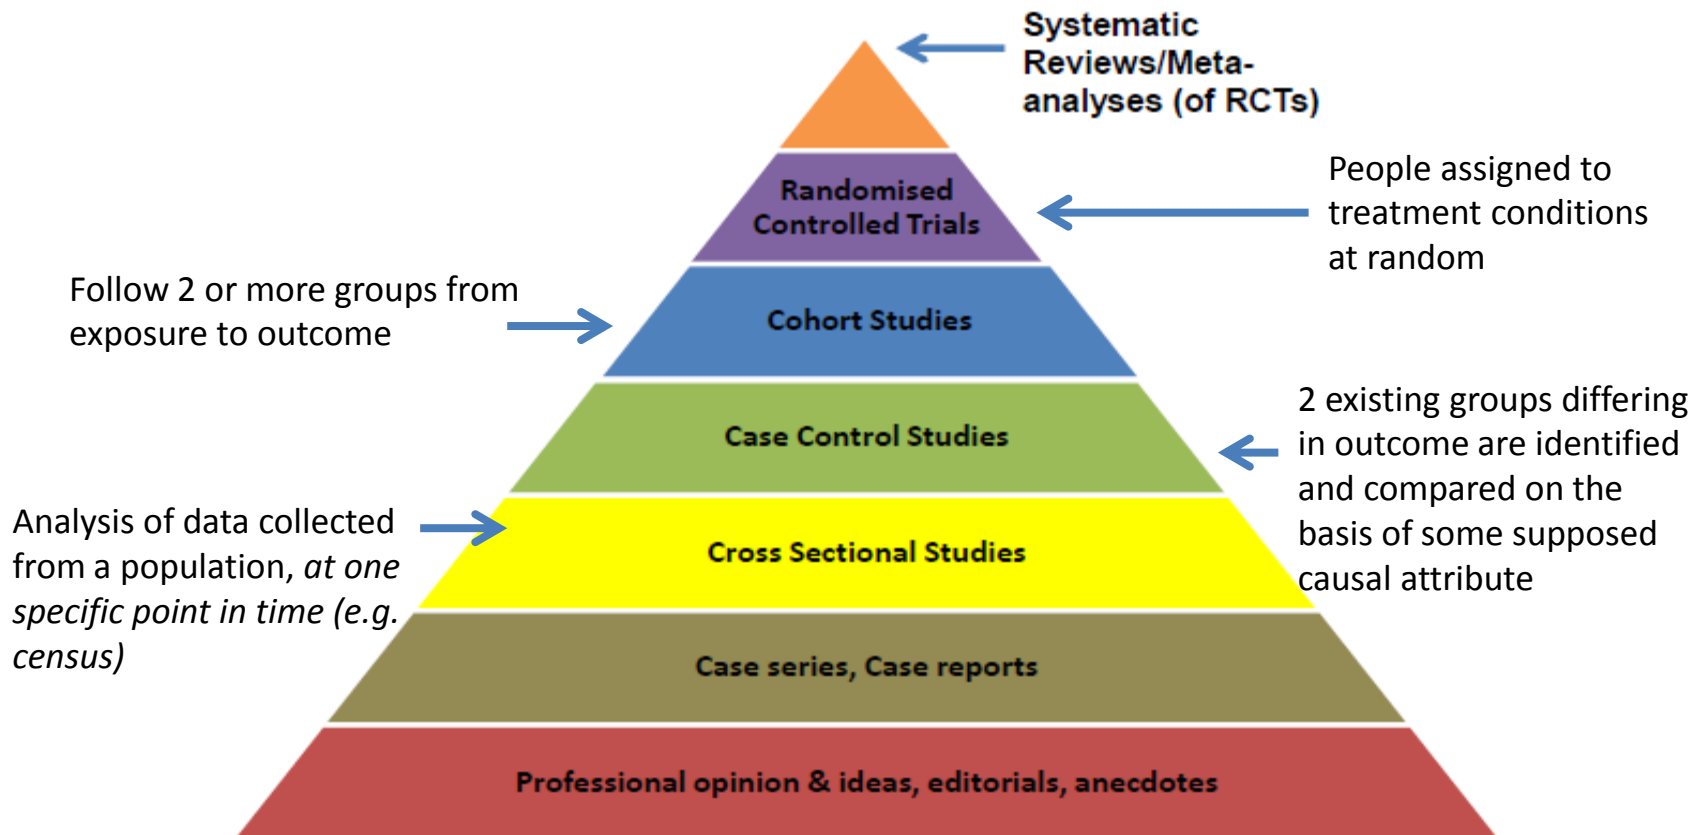 Systematic
Reviews/Meta-
analyses (of RCTs)
Randomised
Controlled Trials
People assigned to
treatment conditions
at random
Follow 2 or more groups from
exposure to outcome
Cohort Studies
Case Control Studies
2 existing groups differing
in outcome are identified
and compared on the
basis of some supposed
causal attribute
Analysis of data collected
from a population, at one
specific point in time (e.g.
census)
Cross Sectional Studies
Case series, Case reports
Professional opinion & ideas, editorials, anecdotes